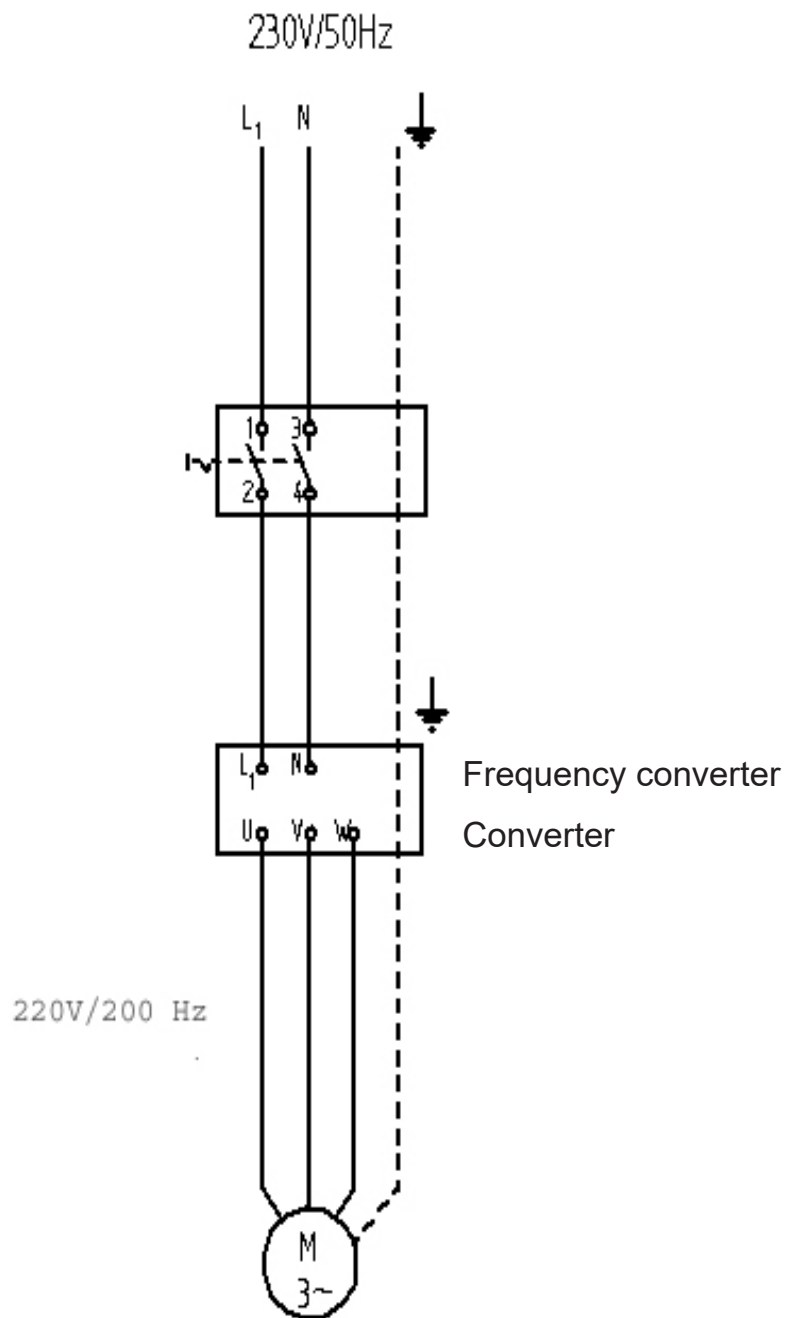 230V/50Hz
L1 N
1 3
2 4
L1 N
Frequency converter
U V W
Converter
220V/200 Hz
M
3~